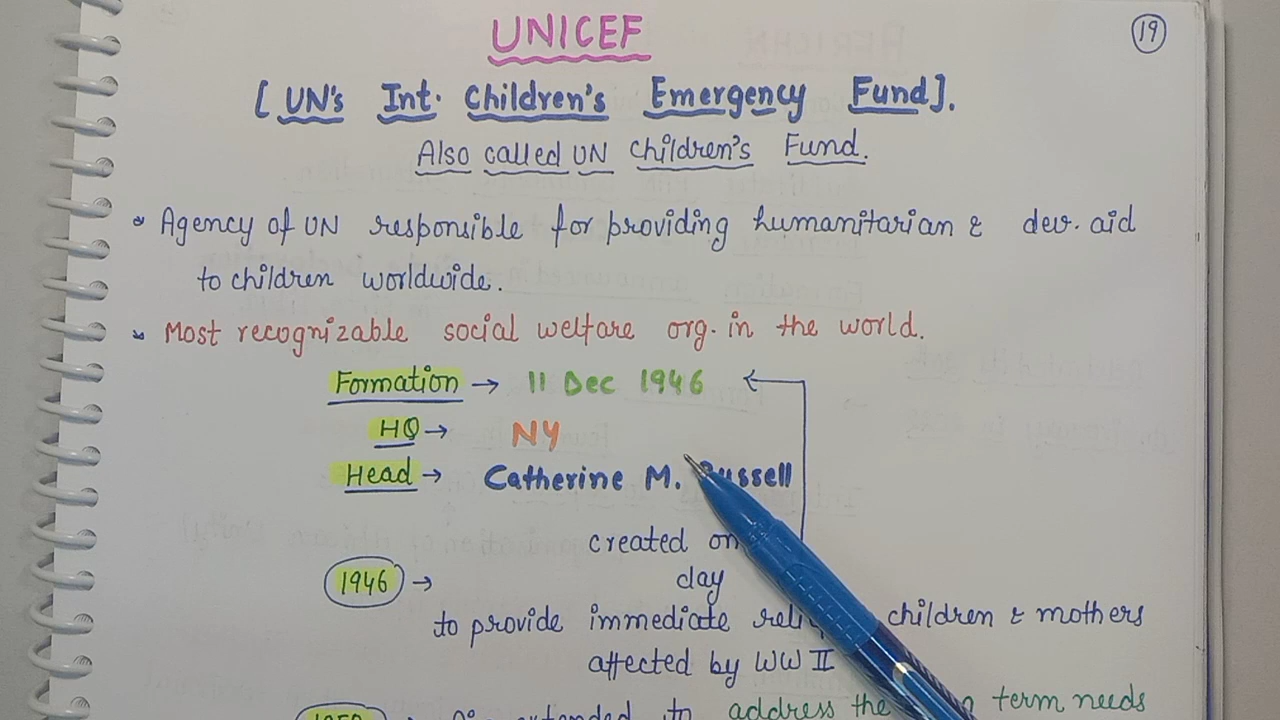 UNICEF
19
[UN's Int. Children's Emergency Fund].
Also called UN Children's Fund.
Agency of UN responsible for providing humanitarian & dev. aid
to children worldwide.
Most recognizable social welfare org. in the world.
Formation → 11 Dec 1946
HQ → NY
Head → Catherine M. Russell
created on
1946 → day
to provide immediate children & mothers
affected by WW II
extended to address the term needs